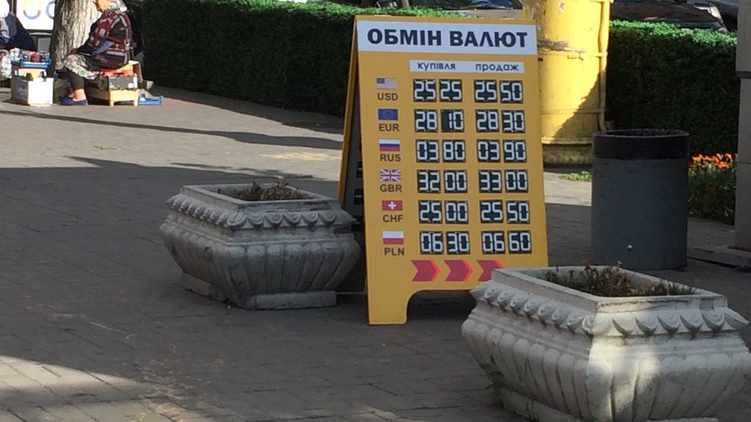 ОБМІН ВАЛЮТ
купівля продаж
USD 25 25 25 50
EUR 28 10 28 30
RUS 03 80 03 90
GBR 32 00 33 00
CHF 25 00 25 50
PLN 06 30 06 60